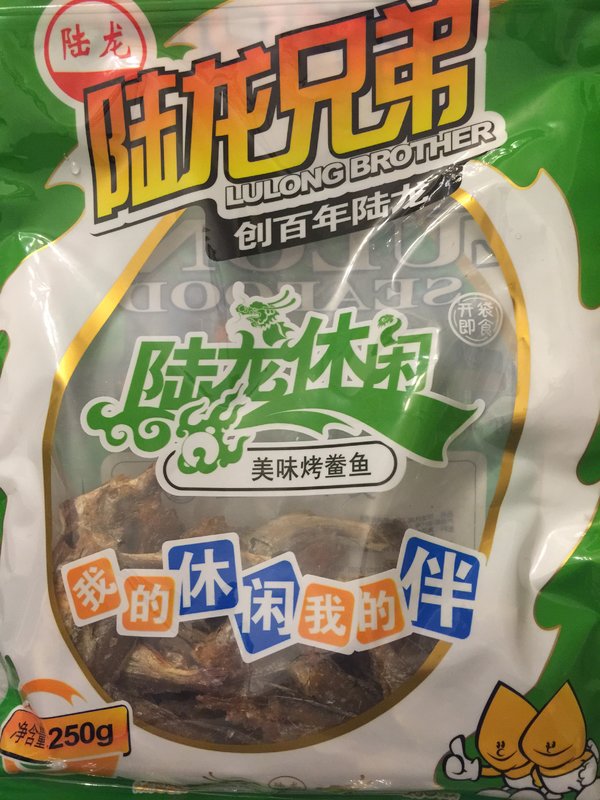 陆龙
陆龙兄弟
LULONG BROTHER
创百年陆龙
SEAFOOD
陆龙休闲
开袋
即食
美味烤鲞鱼
我的休闲我的伴
净含量250g